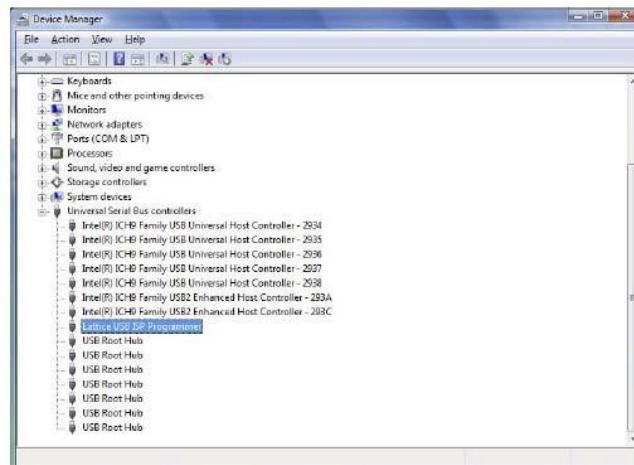 Device Manager
File Action View Help
Keyboards
Mice and other pointing devices
Monitors
Network adapters
Ports (COM & LPT)
Processors
Sound, video and game controllers
Storage controllers
System devices
Universal Serial Bus controllers
Intel(R) ICH9 Family USB Universal Host Controller - 2934
Intel(R) ICH9 Family USB Universal Host Controller - 2935
Intel(R) ICH9 Family USB Universal Host Controller - 2936
Intel(R) ICH9 Family USB Universal Host Controller - 2937
Intel(R) ICH9 Family USB Universal Host Controller - 2938
Intel(R) ICH9 Family USB2 Enhanced Host Controller - 293A
Intel(R) ICH9 Family USB2 Enhanced Host Controller - 293C
Lattice USB ISP Programmer
USB Root Hub
USB Root Hub
USB Root Hub
USB Root Hub
USB Root Hub
USB Root Hub
USB Root Hub